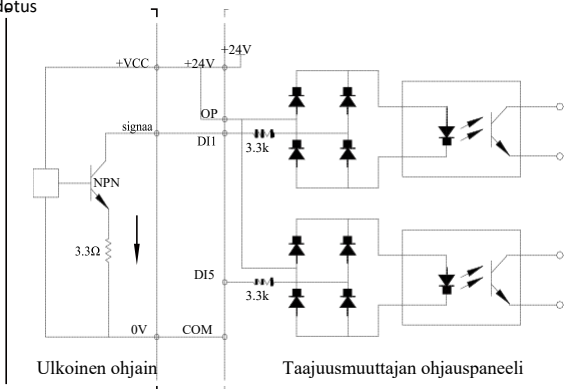 +24V
+VCC
+24V
OP
signaa
DI1
3.3k
NPN
3.3Ω
DI5
3.3k
0V
COM
Ulkoinen ohjain
Taajuusmuuttajan ohjauspaneeli